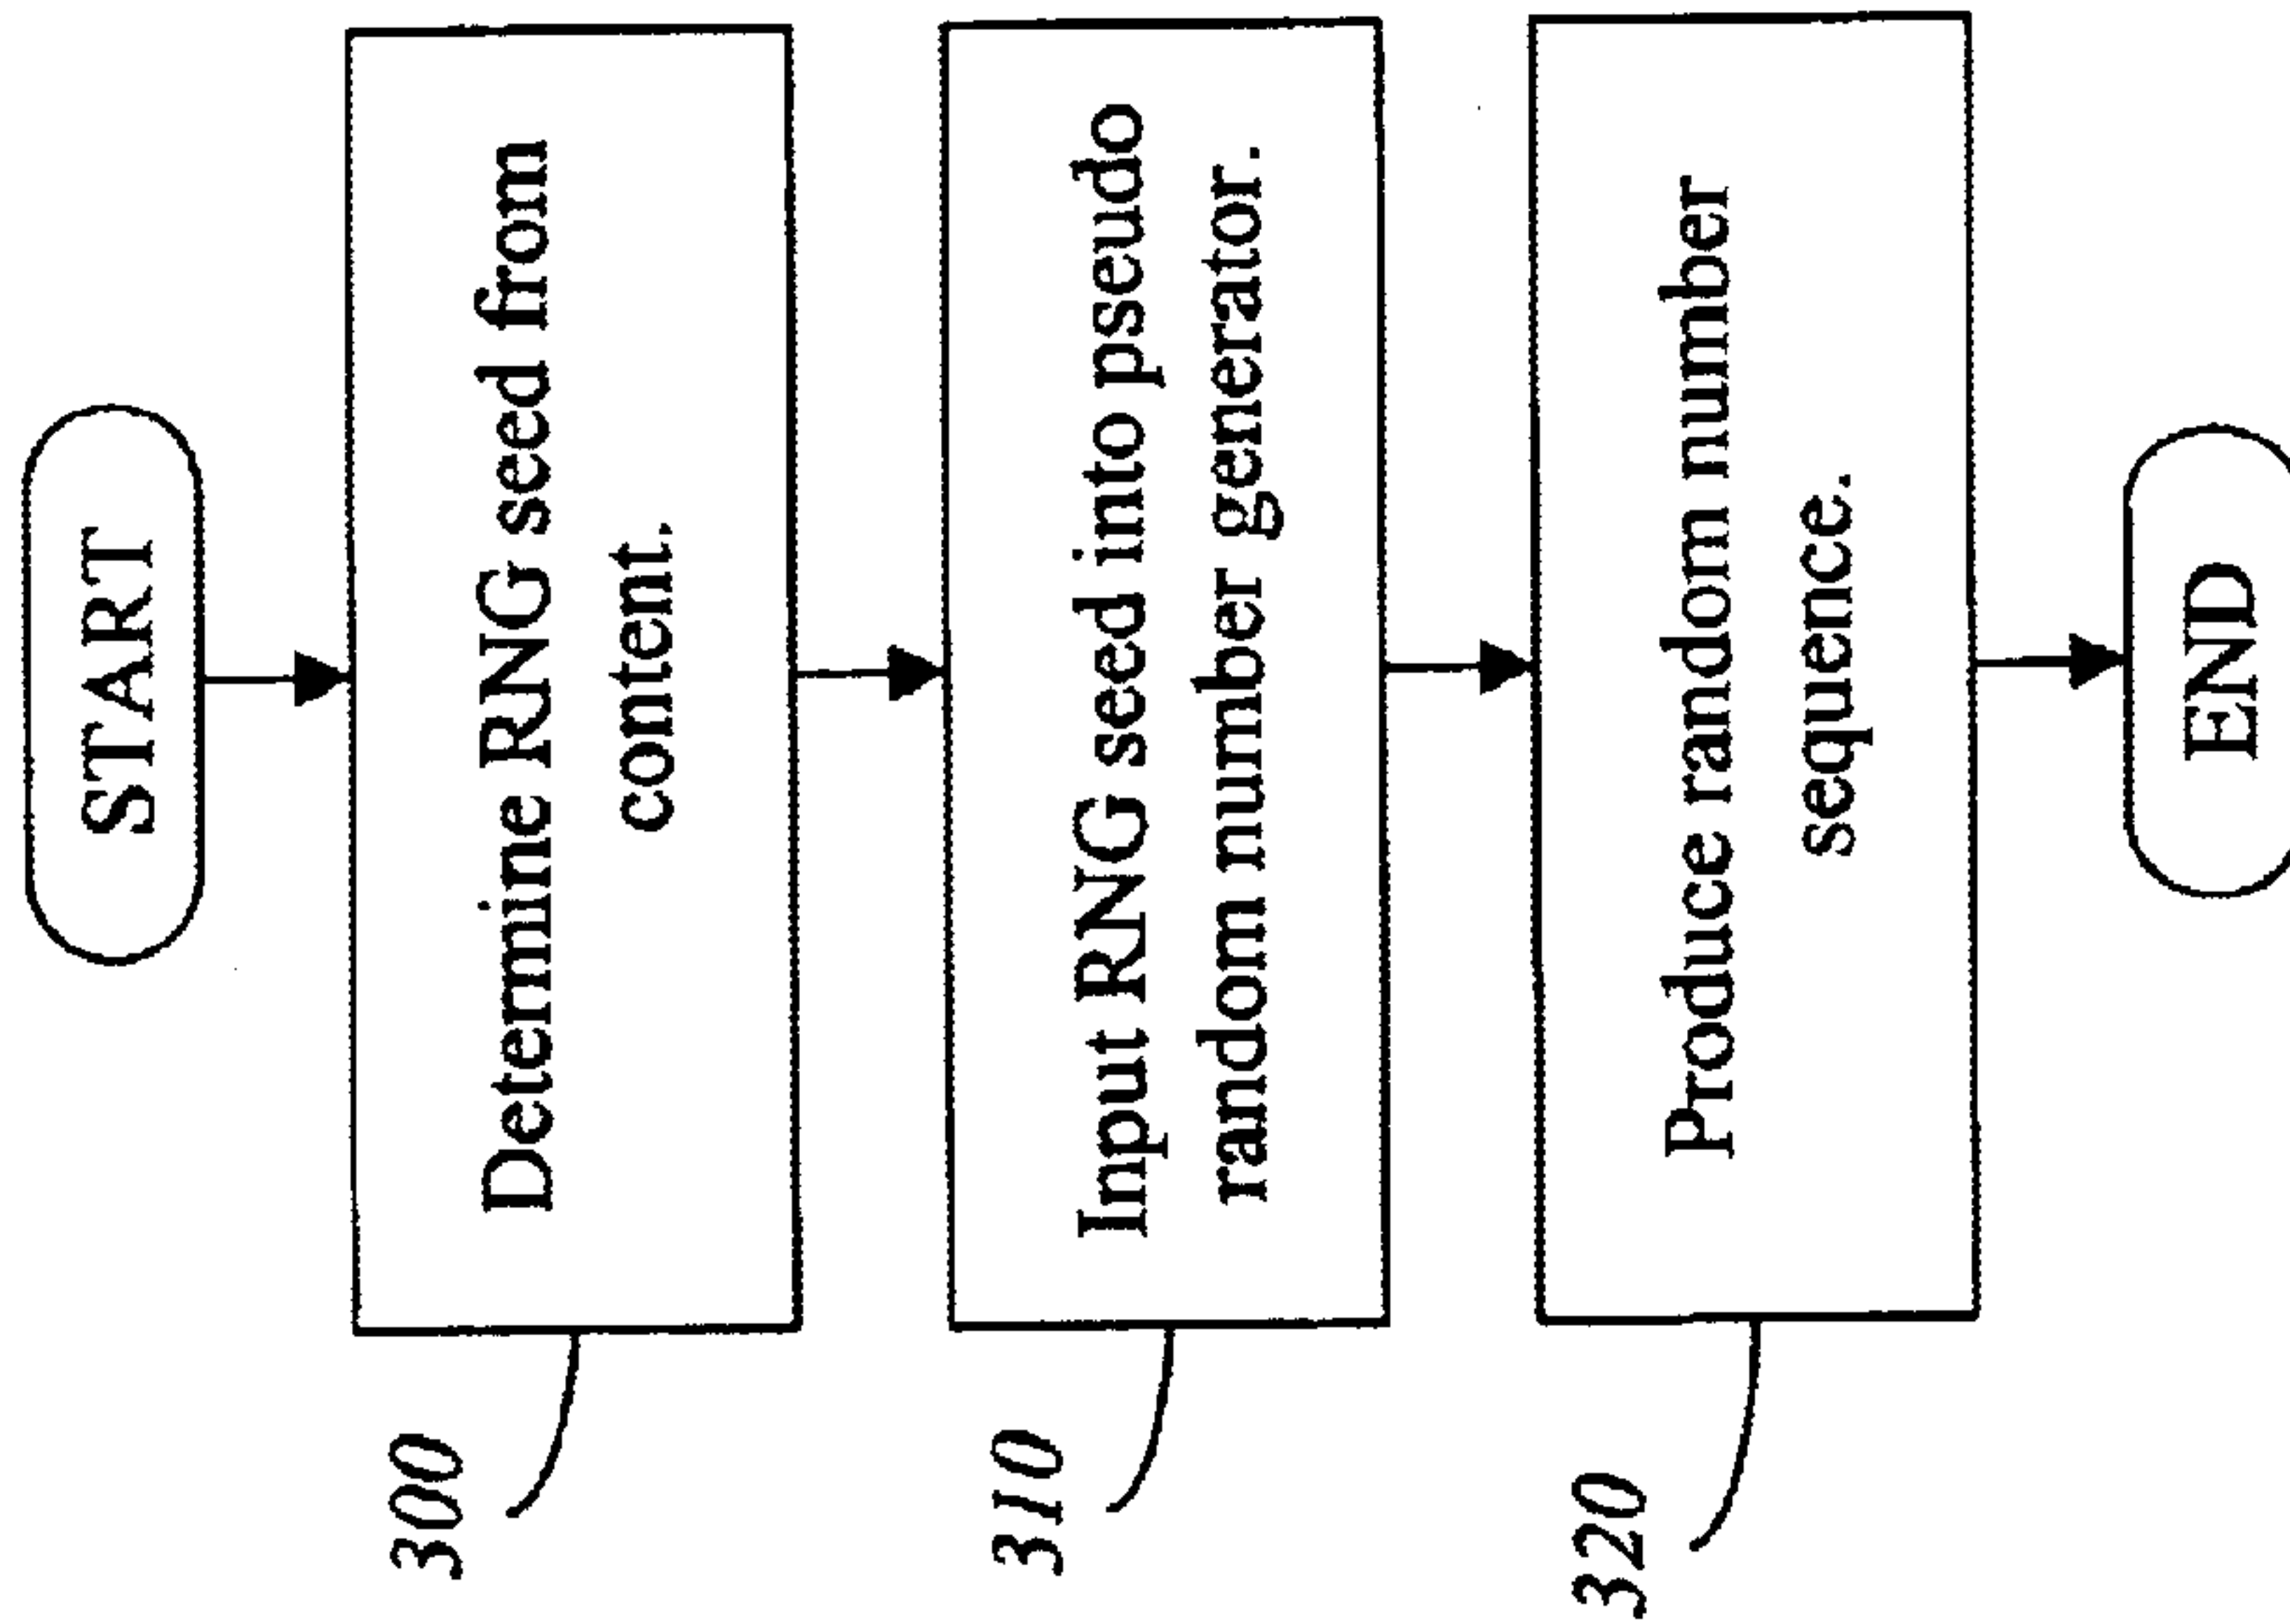 START
300
Determine RNG seed from
content.
310
Input RNG seed into pseudo
random number generator.
320
Produce random number
sequence.
END